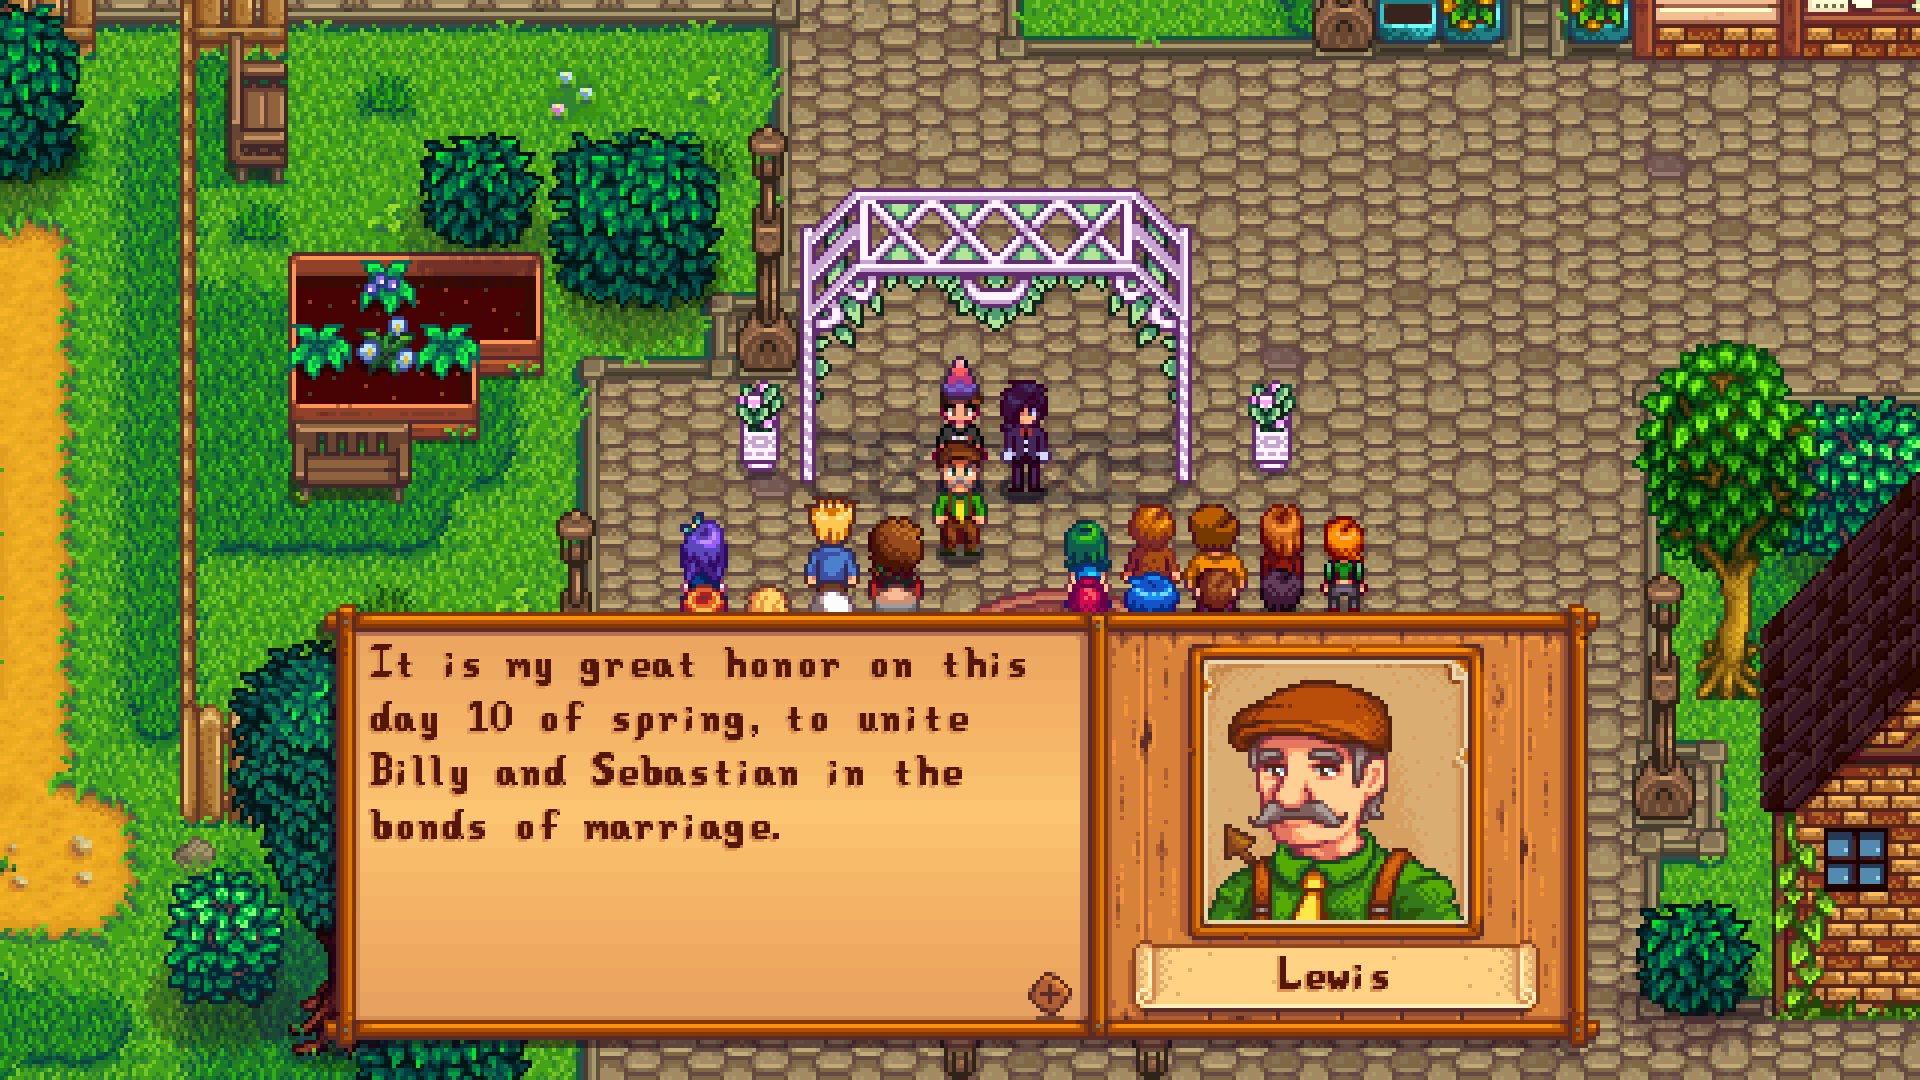 It is my great honor on this
day 10 of spring, to unite
Billy and Sebastian in the
bonds of marriage.
Lewis